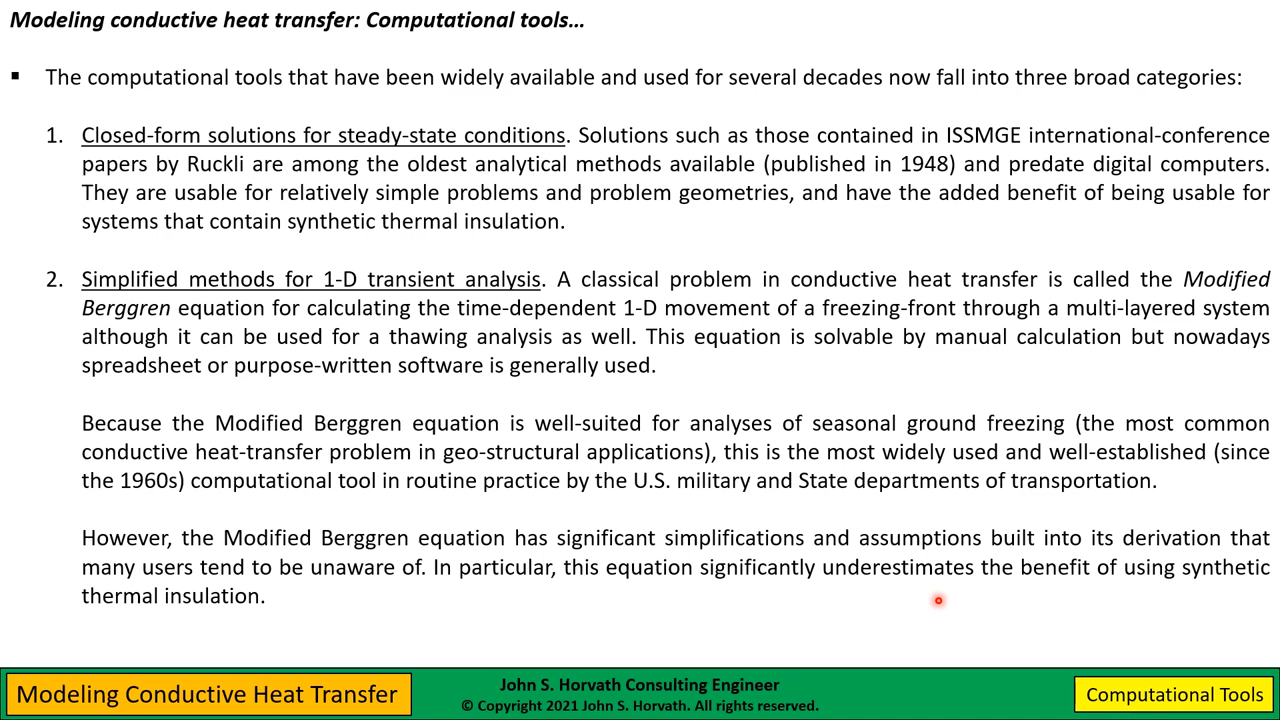 Modeling conductive heat transfer: Computational tools…
▪ The computational tools that have been widely available and used for several decades now fall into three broad categories:
1. Closed-form solutions for steady-state conditions. Solutions such as those contained in ISSMGE international-conference
papers by Ruckli are among the oldest analytical methods available (published in 1948) and predate digital computers.
They are usable for relatively simple problems and problem geometries, and have the added benefit of being usable for
systems that contain synthetic thermal insulation.
2. Simplified methods for 1-D transient analysis. A classical problem in conductive heat transfer is called the Modified
Berggren equation for calculating the time-dependent 1-D movement of a freezing-front through a multi-layered system
although it can be used for a thawing analysis as well. This equation is solvable by manual calculation but nowadays
spreadsheet or purpose-written software is generally used.
Because the Modified Berggren equation is well-suited for analyses of seasonal ground freezing (the most common
conductive heat-transfer problem in geo-structural applications), this is the most widely used and well-established (since
the 1960s) computational tool in routine practice by the U.S. military and State departments of transportation.
However, the Modified Berggren equation has significant simplifications and assumptions built into its derivation that
many users tend to be unaware of. In particular, this equation significantly underestimates the benefit of using synthetic
thermal insulation.
Modeling Conductive Heat Transfer
John S. Horvath Consulting Engineer
© Copyright 2021 John S. Horvath. All rights reserved.
Computational Tools